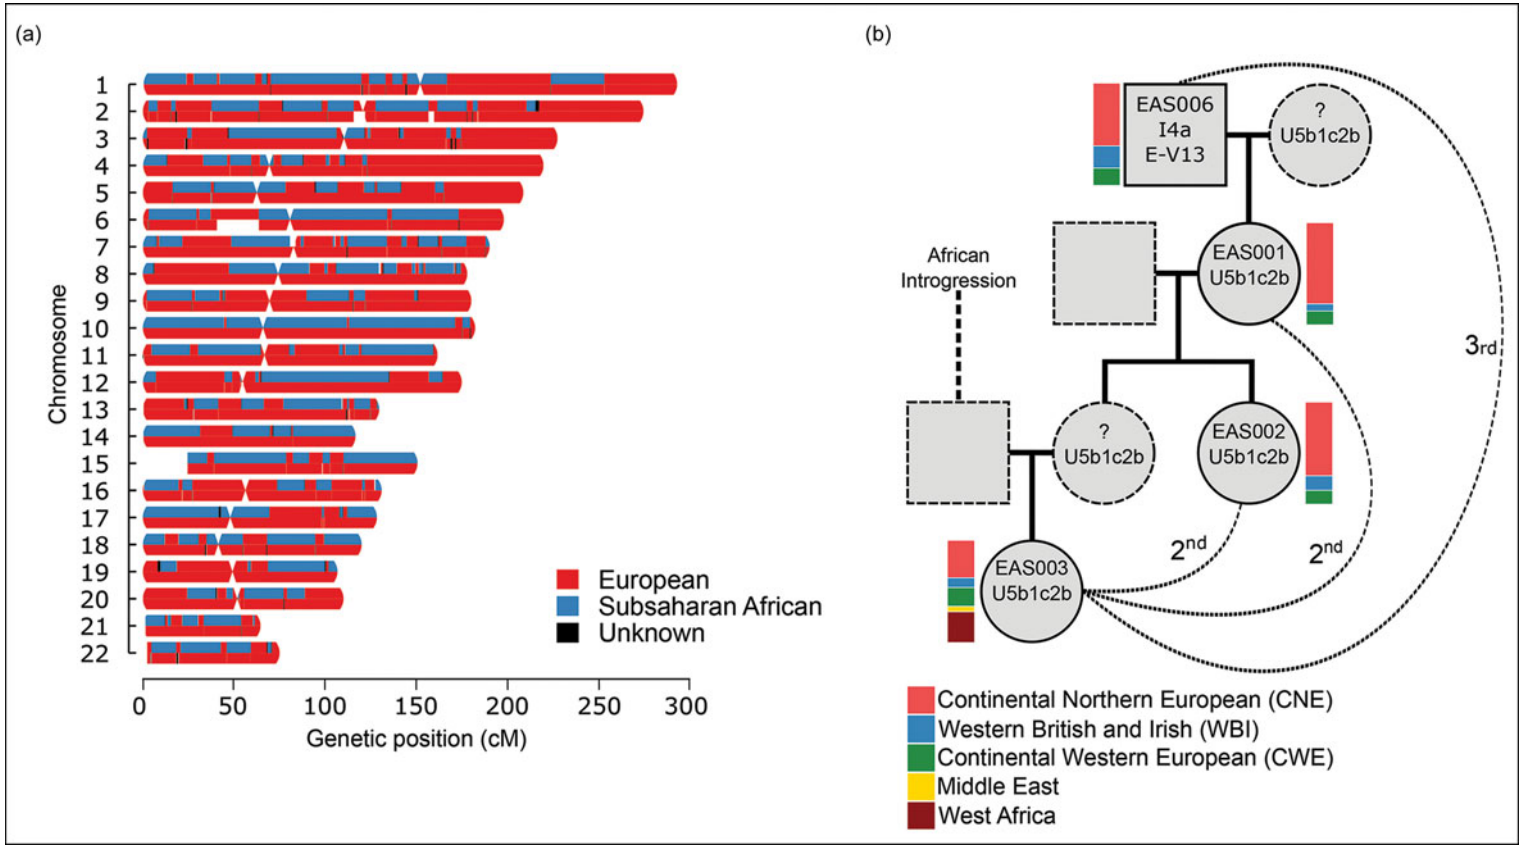 (a)
1
2
3
4
5
6
7
8
9
10
11
12
13
14
15
16
17
18
19
20
21
22
Chromosome
European
Subsaharan African
Unknown
0 50 100 150 200 250 300
Genetic position (cM)
(b)
EAS006
I4a
E-V13
?
U5b1c2b
EAS001
U5b1c2b
African
Introgression
3rd
?
U5b1c2b
EAS002
U5b1c2b
2nd
2nd
EAS003
U5b1c2b
Continental Northern European (CNE)
Western British and Irish (WBI)
Continental Western European (CWE)
Middle East
West Africa